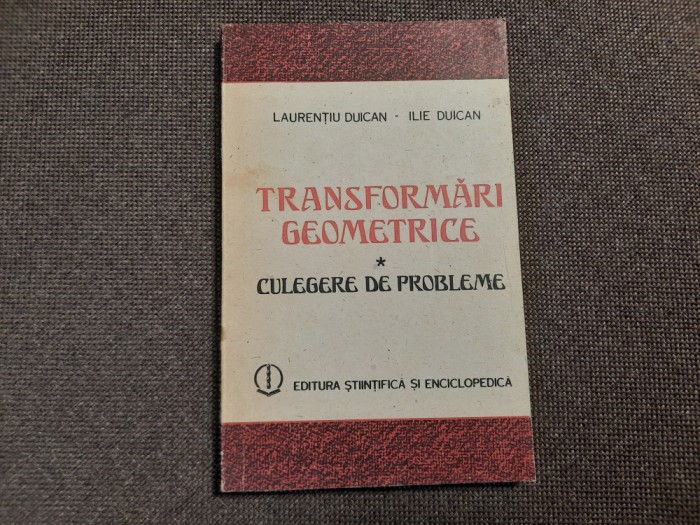 LAURENȚIU DUICAN - ILIE DUICAN
TRANSFORMĂRI
GEOMETRICE
*
CULEGERE DE PROBLEME
EDITURA ȘTIINȚIFICĂ ȘI ENCICLOPEDICĂ